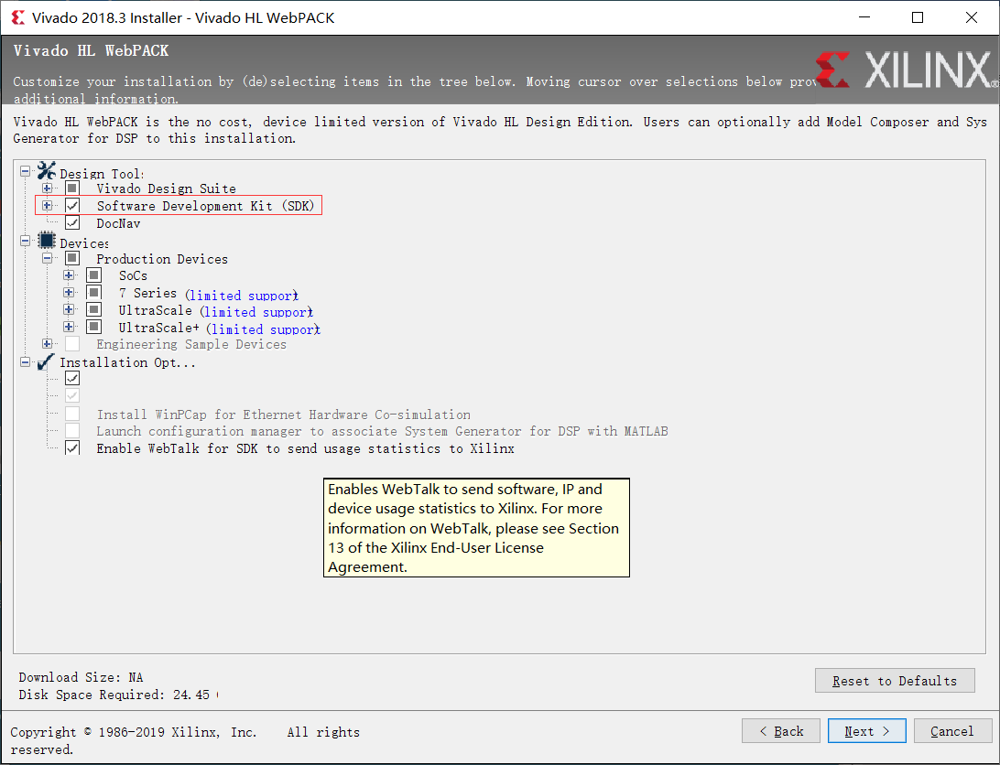 Vivado 2018.3 Installer - Vivado HL WebPACK
Vivado HL WebPACK
Customize your installation by (de)selecting items in the tree below. Moving cursor over selections below prov
additional information.
XILINX
Vivado HL WebPACK is the no cost, device limited version of Vivado HL Design Edition. Users can optionally add Model Composer and Sys
Generator for DSP to this installation.
Design Tool:
Vivado Design Suite
Software Development Kit (SDK)
DocNav
Devices
Production Devices
SoCs
7 Series (limited support)
UltraScale (limited support)
UltraScale+ (limited support)
Engineering Sample Devices
Installation Opt...
Install WinPCap for Ethernet Hardware Co-simulation
Launch configuration manager to associate System Generator for DSP with MATLAB
Enable WebTalk for SDK to send usage statistics to Xilinx
Enables WebTalk to send software, IP and
device usage statistics to Xilinx. For more
information on WebTalk, please see Section
13 of the Xilinx End-User License
Agreement.
Download Size: NA
Disk Space Required: 24.45
Reset to Defaults
Copyright © 1986-2019 Xilinx, Inc. All rights
reserved.
< Back
Next >
Cancel